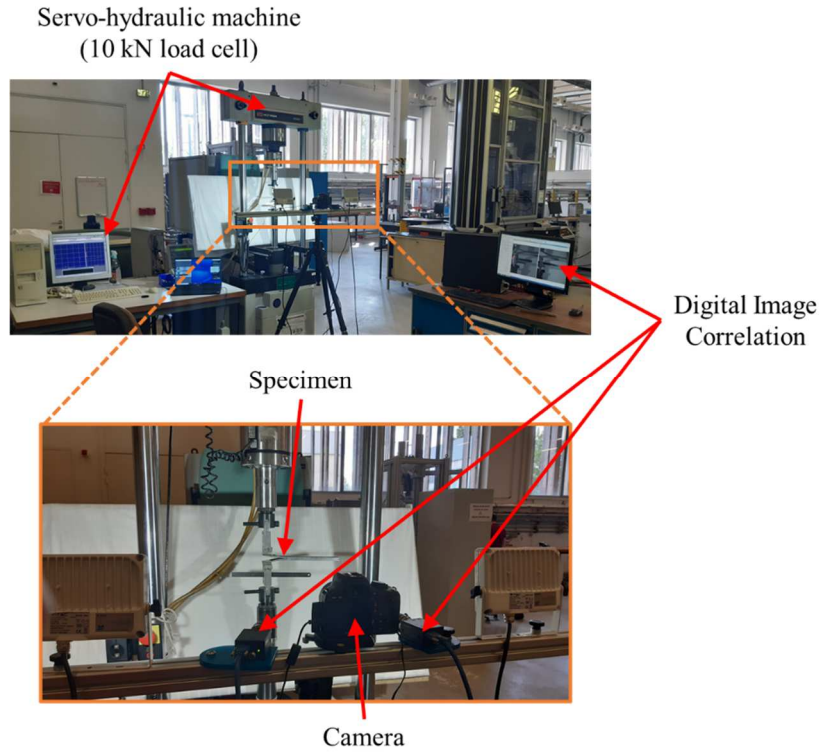 Servo-hydraulic machine
(10 kN load cell)
Digital Image
Correlation
Specimen
Camera